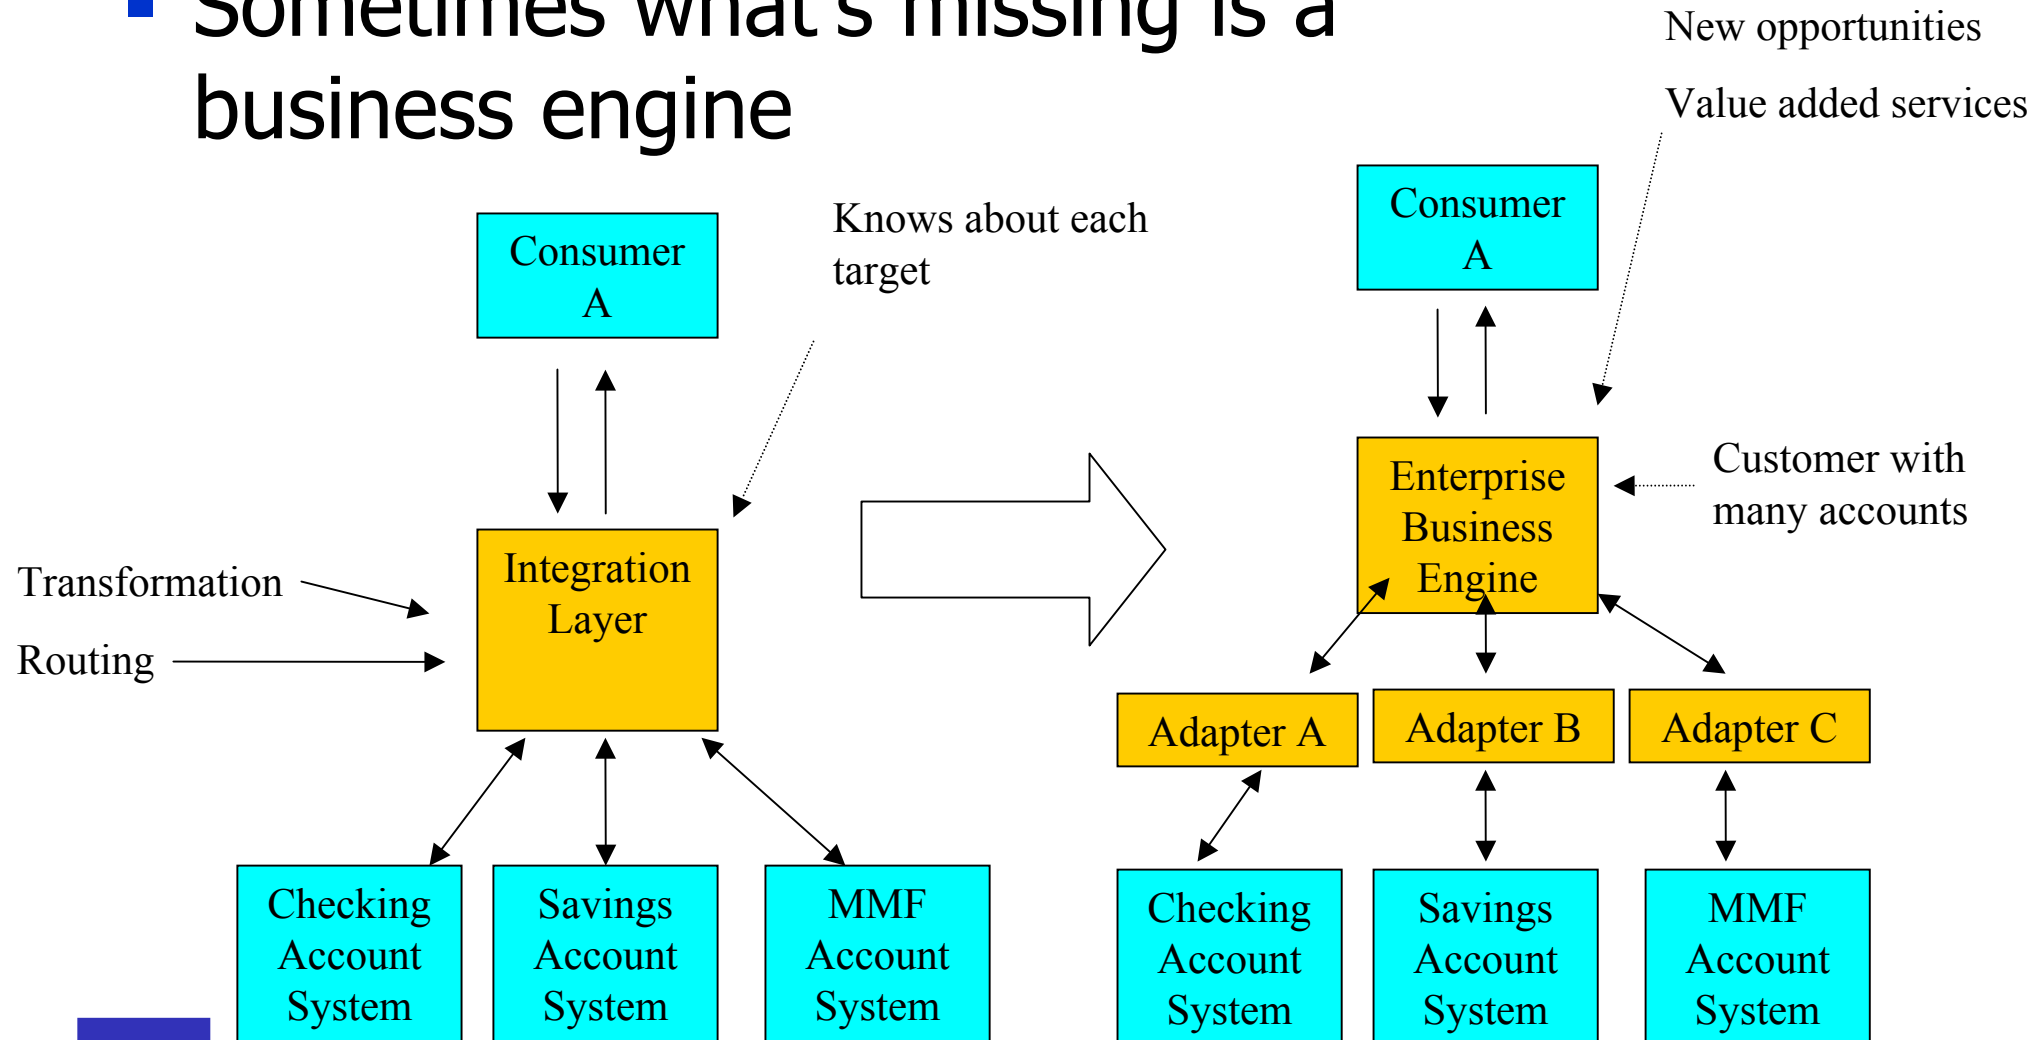 Sometimes what's missing is a
business engine
New opportunities
Value added services
Consumer
A
Knows about each
target
Transformation
Routing
Integration
Layer
Checking
Account
System
Savings
Account
System
MMF
Account
System
Consumer
A
Enterprise
Business
Engine
Customer with
many accounts
Adapter A
Adapter B
Adapter C
Checking
Account
System
Savings
Account
System
MMF
Account
System